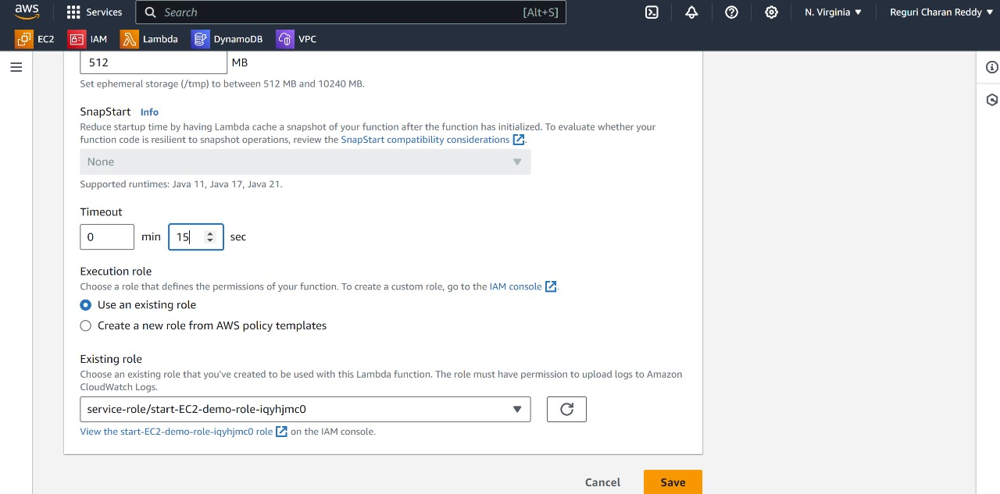 aws Services Search [Alt+S] N. Virginia Reguri Charan Reddy
EC2 IAM Lambda DynamoDB VPC
512 MB
Set ephemeral storage (/tmp) to between 512 MB and 10240 MB.
SnapStart Info
Reduce startup time by having Lambda cache a snapshot of your function after the function has initialized. To evaluate whether your
function code is resilient to snapshot operations, review the SnapStart compatibility considerations.
None
Supported runtimes: Java 11, Java 17, Java 21.
Timeout
0 min 15 sec
Execution role
Choose a role that defines the permissions of your function. To create a custom role, go to the IAM console.
Use an existing role
Create a new role from AWS policy templates
Existing role
Choose an existing role that you've created to be used with this Lambda function. The role must have permission to upload logs to Amazon
CloudWatch Logs.
service-role/start-EC2-demo-role-iqyhjmc0
View the start-EC2-demo-role-iqyhjmc0 role on the IAM console.
Cancel Save